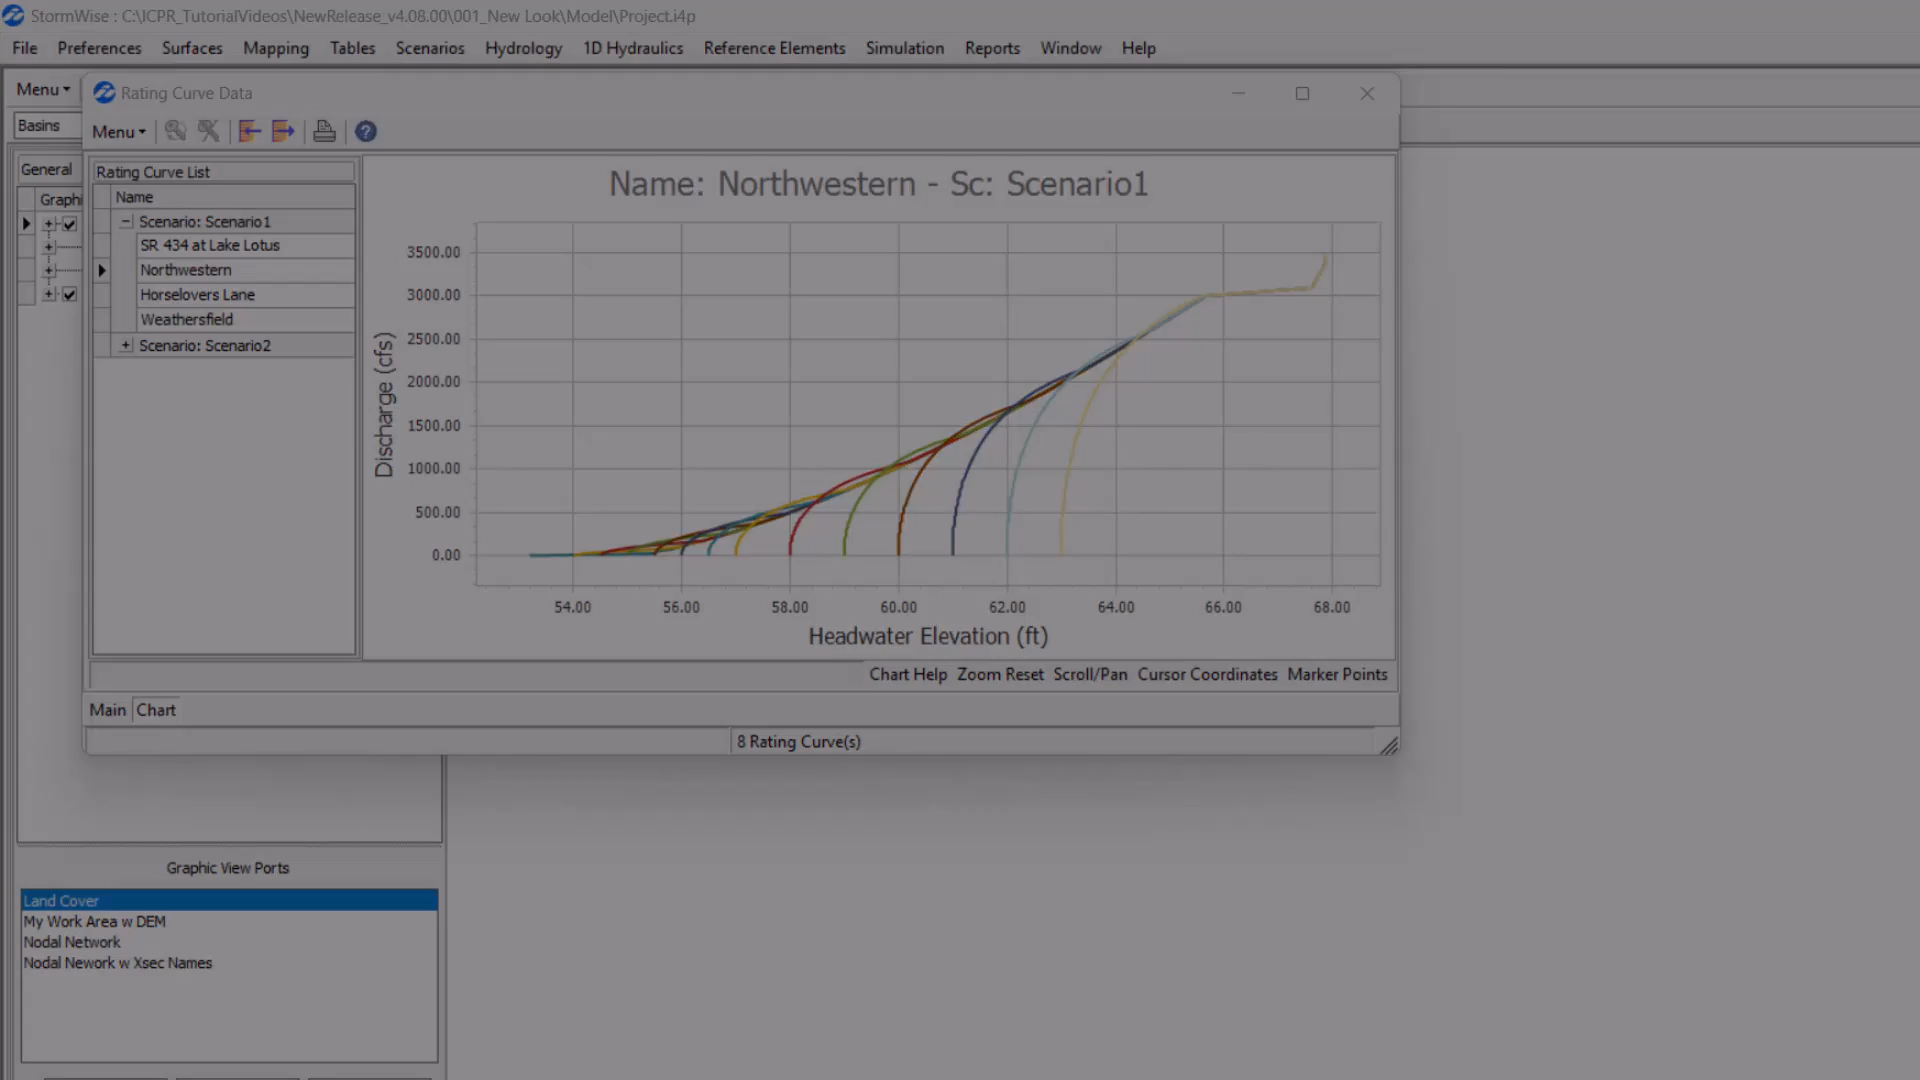 StormWise : C:\ICPR_TutorialVideos\NewRelease_v4.08.00\001_New Look\Model\Project.i4p
File Preferences Surfaces Mapping Tables Scenarios Hydrology 1D Hydraulics Reference Elements Simulation Reports Window Help
Menu
Basins
General
Graphi
Rating Curve Data
Menu
Rating Curve List
Name
Scenario: Scenario1
SR 434 at Lake Lotus
Northwestern
Horselovers Lane
Weathersfield
Scenario: Scenario2
Name: Northwestern - Sc: Scenario1
Discharge (cfs)
3500.00
3000.00
2500.00
2000.00
1500.00
1000.00
500.00
0.00
54.00 56.00 58.00 60.00 62.00 64.00 66.00 68.00
Headwater Elevation (ft)
Chart Help Zoom Reset Scroll/Pan Cursor Coordinates Marker Points
Main Chart
8 Rating Curve(s)
Graphic View Ports
Land Cover
My Work Area w DEM
Nodal Network
Nodal Nework w Xsec Names